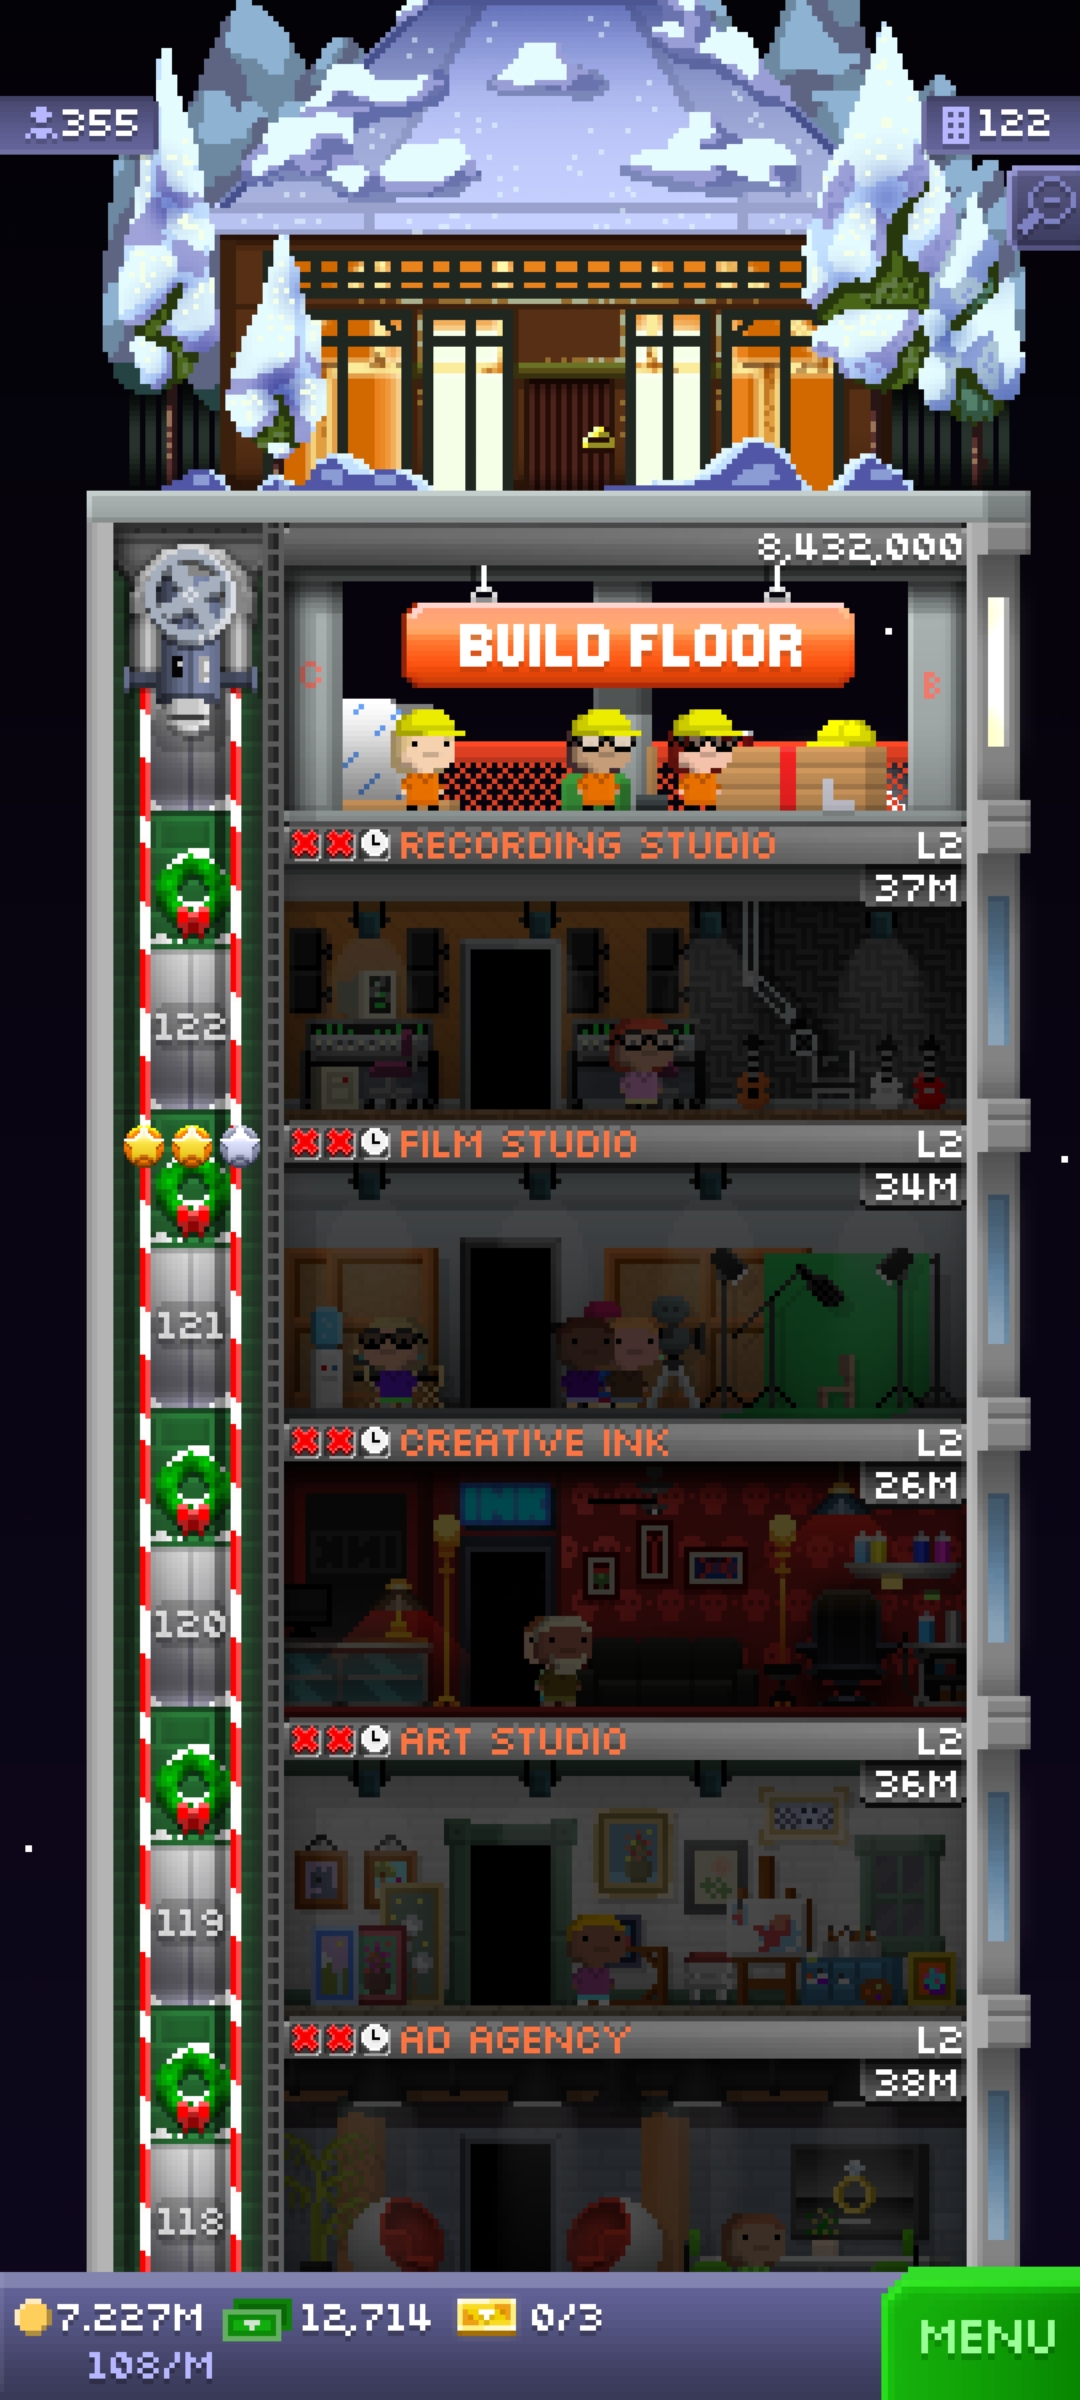 355
122
8,432,000
BUILD FLOOR
C
B
RECORDING STUDIO L2
37M
122
FILM STUDIO L2
34M
121
CREATIVE INK L2
26M
INK
120
ART STUDIO L2
36M
119
AD AGENCY L2
38M
118
7.227M 12,714 0/3
108/M
MENU